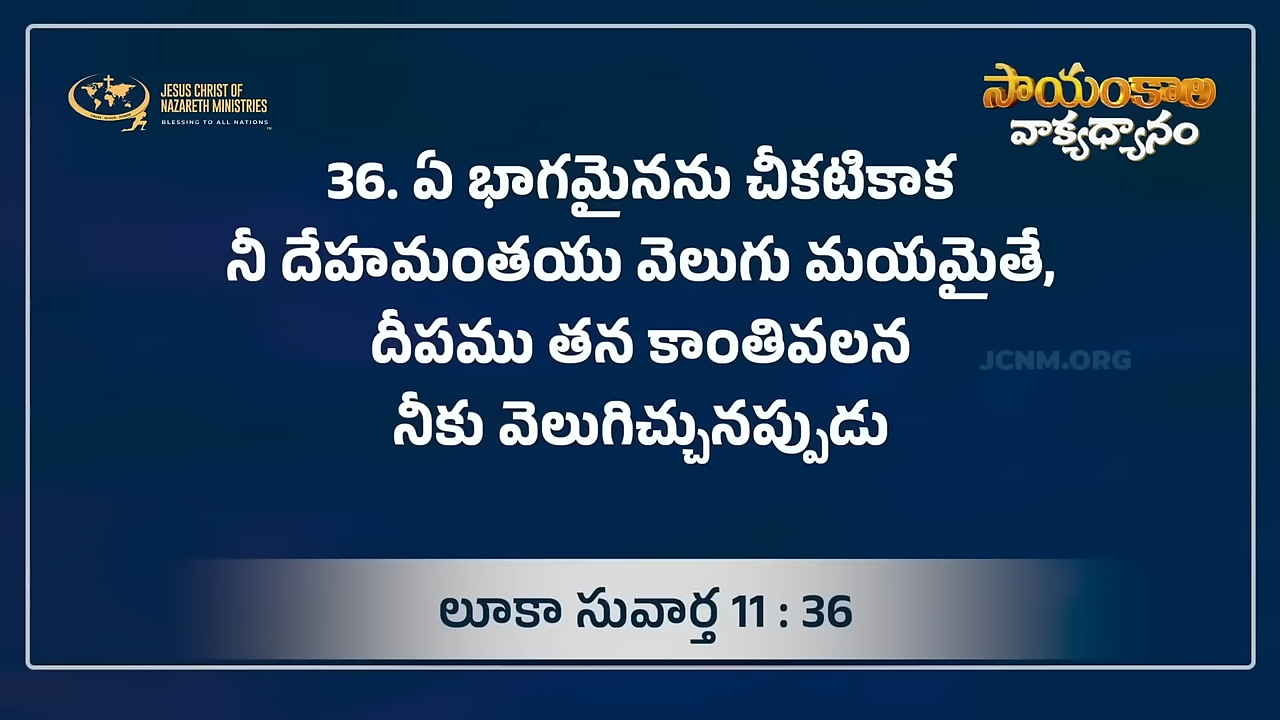 JESUS CHRIST OF
NAZARETH MINISTRIES
BLESSING TO ALL NATIONS
సాయంకాల
వాక్యధ్యానం
36. ఏ భాగమైనను చీకటికాక
నీ దేహమంతయు వెలుగు మయమైతే,
దీపము తన కాంతివలన
నీకు వెలుగిచ్చునప్పుడు
JCNM.ORG
లూకా సువార్త 11 : 36